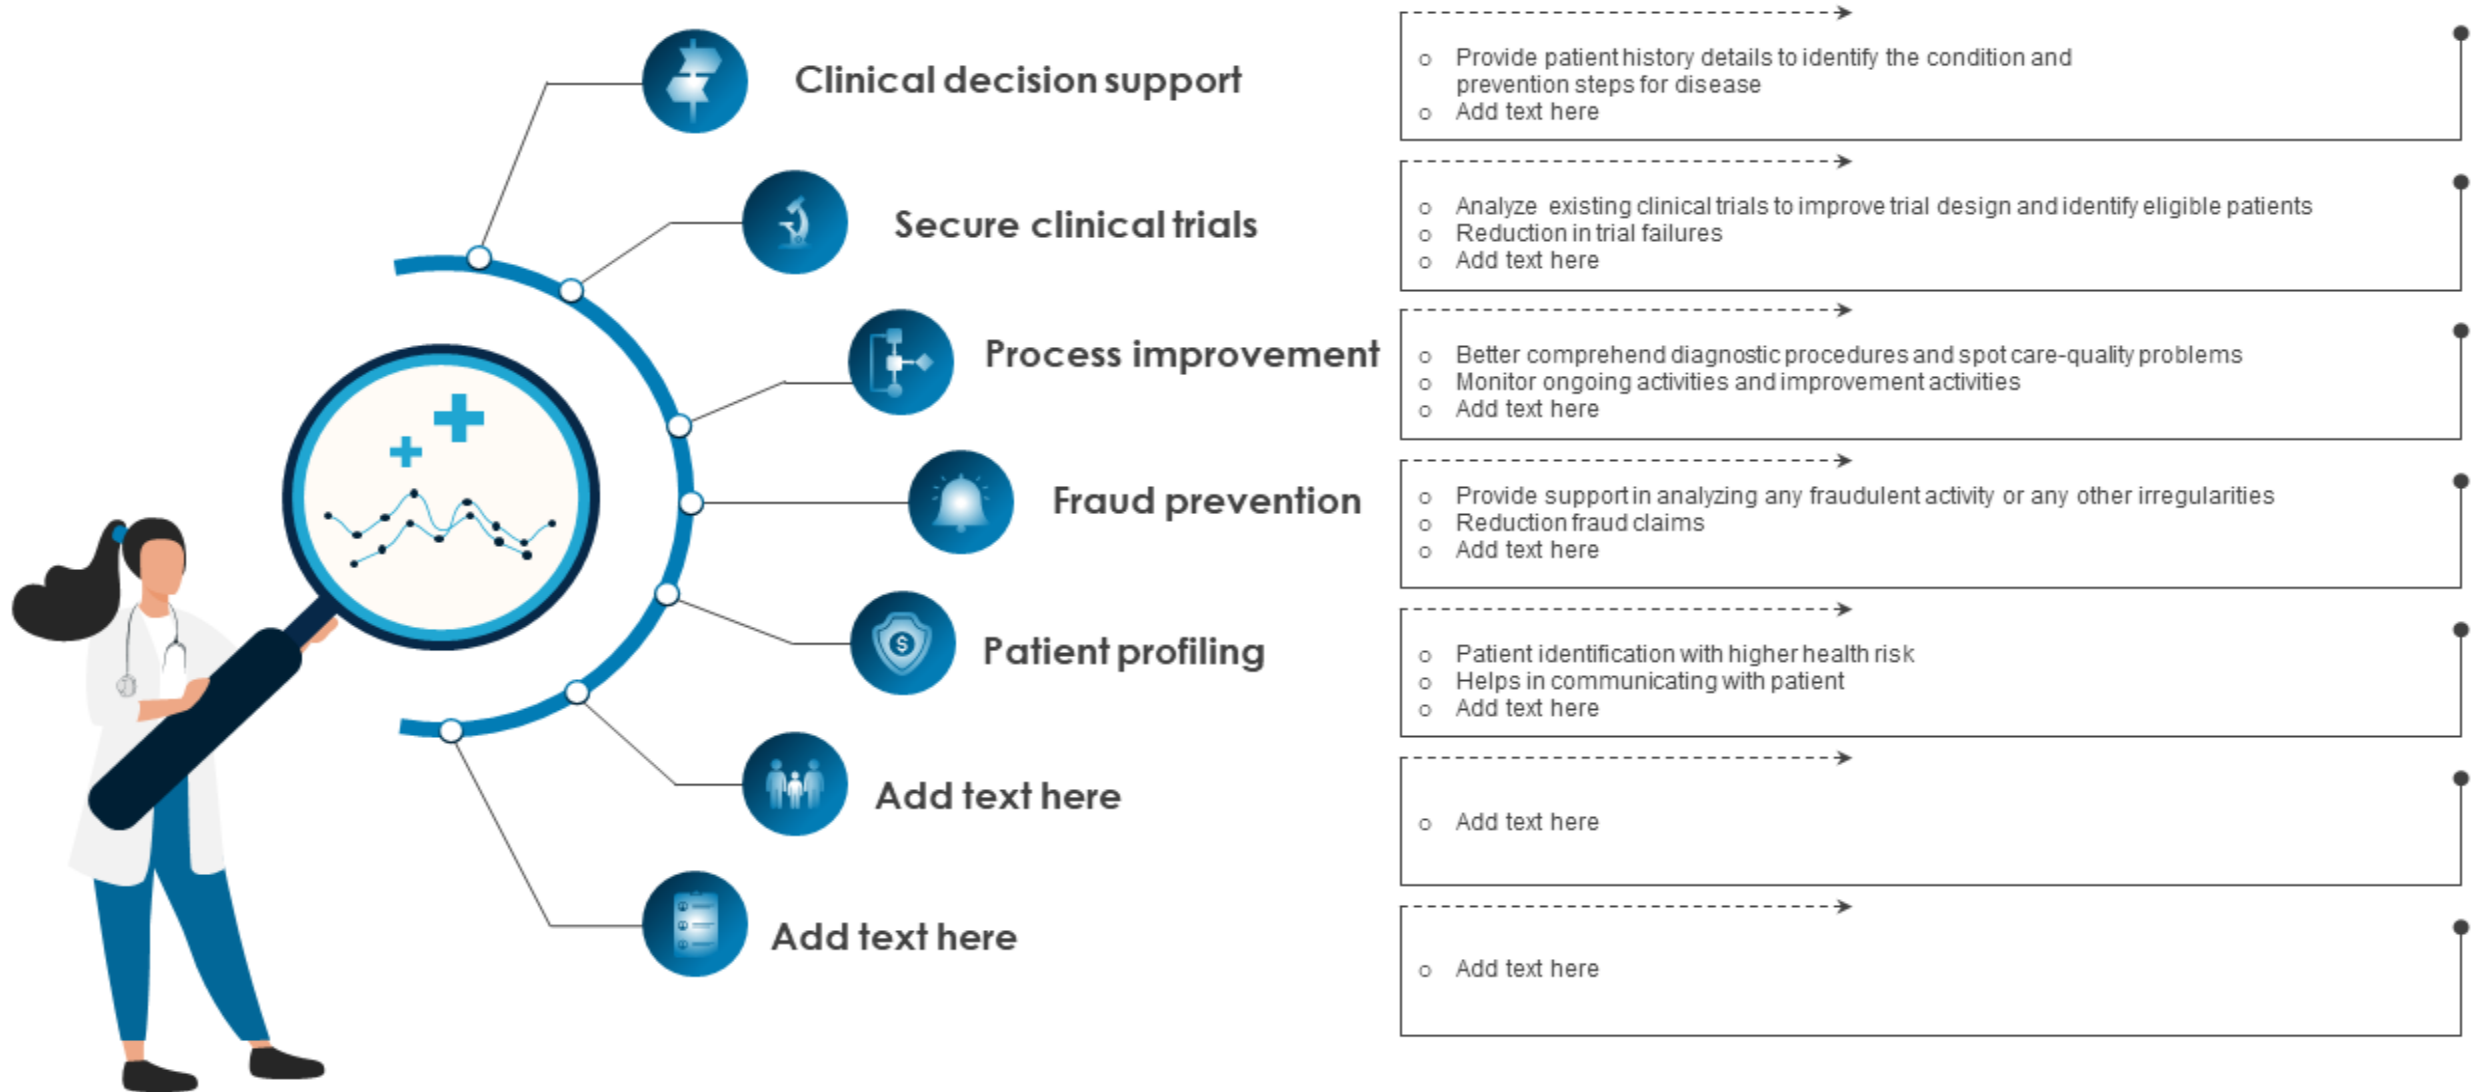 Clinical decision support
Provide patient history details to identify the condition and
prevention steps for disease
Add text here
Secure clinical trials
Analyze existing clinical trials to improve trial design and identify eligible patients
Reduction in trial failures
Add text here
Process improvement
Better comprehend diagnostic procedures and spot care-quality problems
Monitor ongoing activities and improvement activities
Add text here
Fraud prevention
Provide support in analyzing any fraudulent activity or any other irregularities
Reduction fraud claims
Add text here
$
Patient profiling
Patient identification with higher health risk
Helps in communicating with patient
Add text here
Add text here
Add text here
Add text here
Add text here